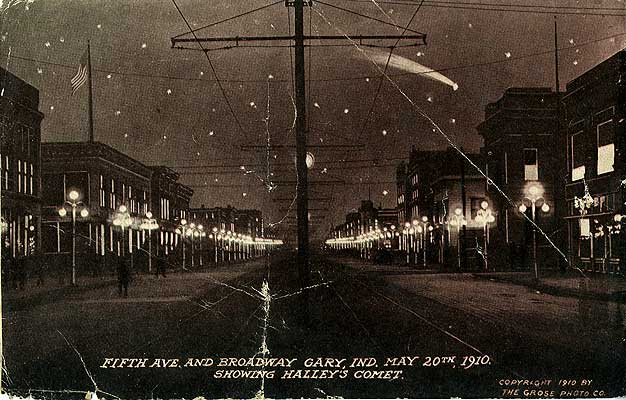 FIFTH AVE. AND BROADWAY GARY, IND. MAY 20TH, 1910.
SHOWING HALLEY'S COMET.
COPYRIGHT 1910 BY
THE GROSE PHOTO CO.